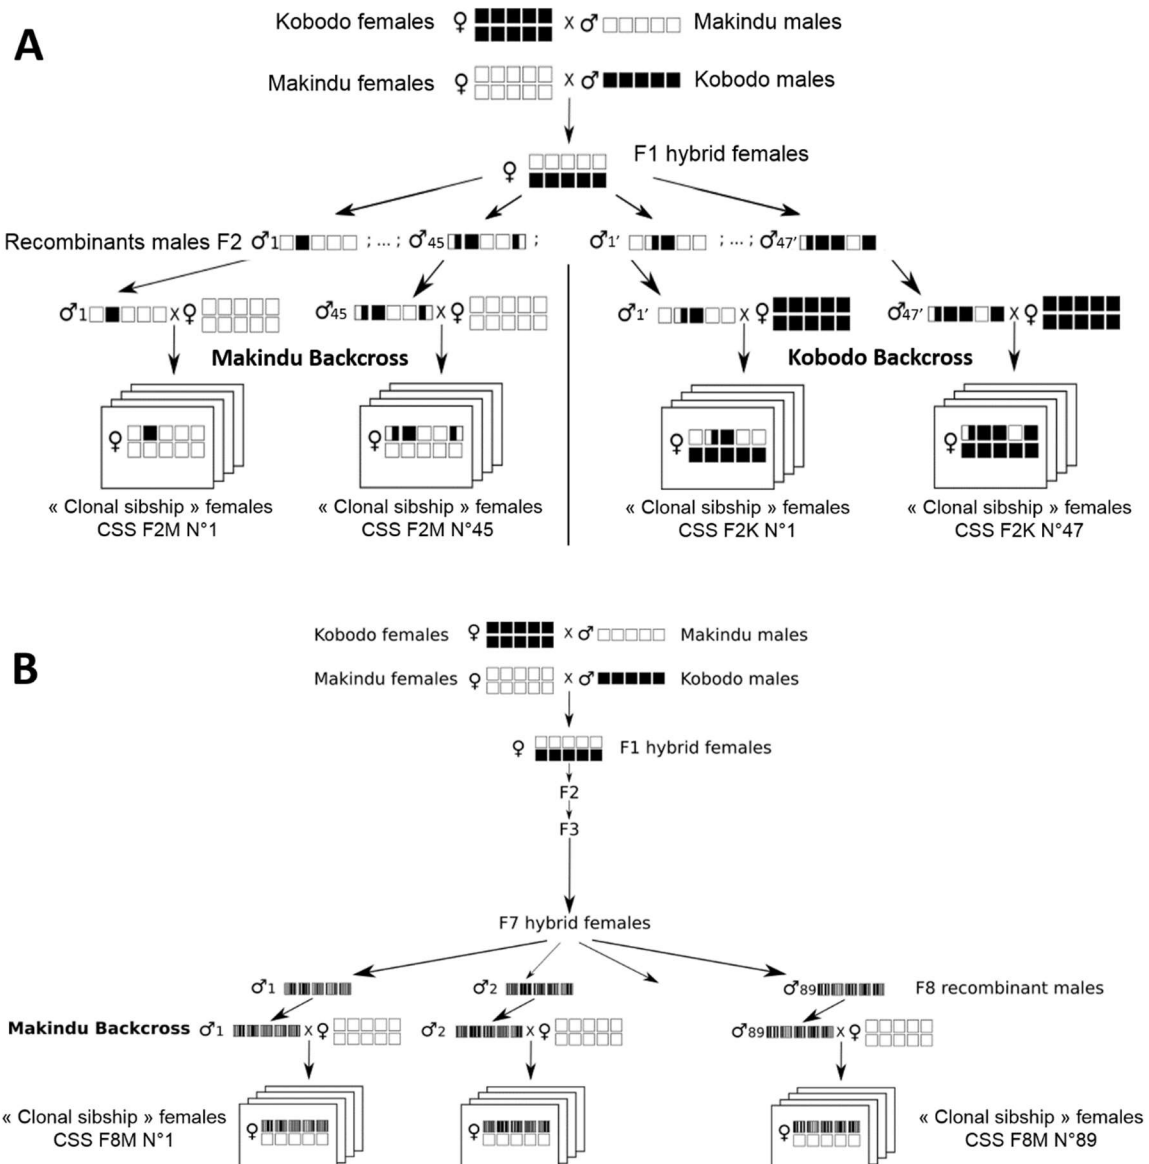 A
Kobodo females ♀ X ♂ Makindu males
Makindu females ♀ X ♂ Kobodo males
♀ F1 hybrid females
Recombinants males F2 ♂1 ; ... ; ♂45 ; ♂1' ; ... ; ♂47'
♂1 X ♀ ♂45 X ♀ ♂1' X ♀ ♂47' X ♀
Makindu Backcross Kobodo Backcross
♀ ♀ ♀ ♀
« Clonal sibship » females « Clonal sibship » females « Clonal sibship » females « Clonal sibship » females
CSS F2M N°1 CSS F2M N°45 CSS F2K N°1 CSS F2K N°47
B
Kobodo females ♀ X ♂ Makindu males
Makindu females ♀ X ♂ Kobodo males
♀ F1 hybrid females
F2
F3
F7 hybrid females
♂1 ♂2 ♂89 F8 recombinant males
Makindu Backcross ♂1 X ♀ ♂2 X ♀ ♂89 X ♀
« Clonal sibship » females ♀ ♀ ♀ « Clonal sibship » females
CSS F8M N°1 CSS F8M N°89